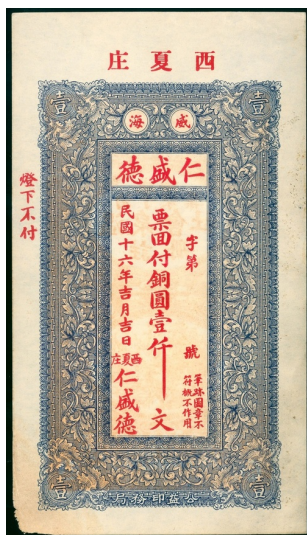 西夏庄
壹 壹
威海
仁盛德
字第 號
票面付銅圓壹仟文
民國十六年吉月吉日
西夏庄仁盛德
筆跡圖章不
符概不作用
燈下不付
壹 壹
公益印務局